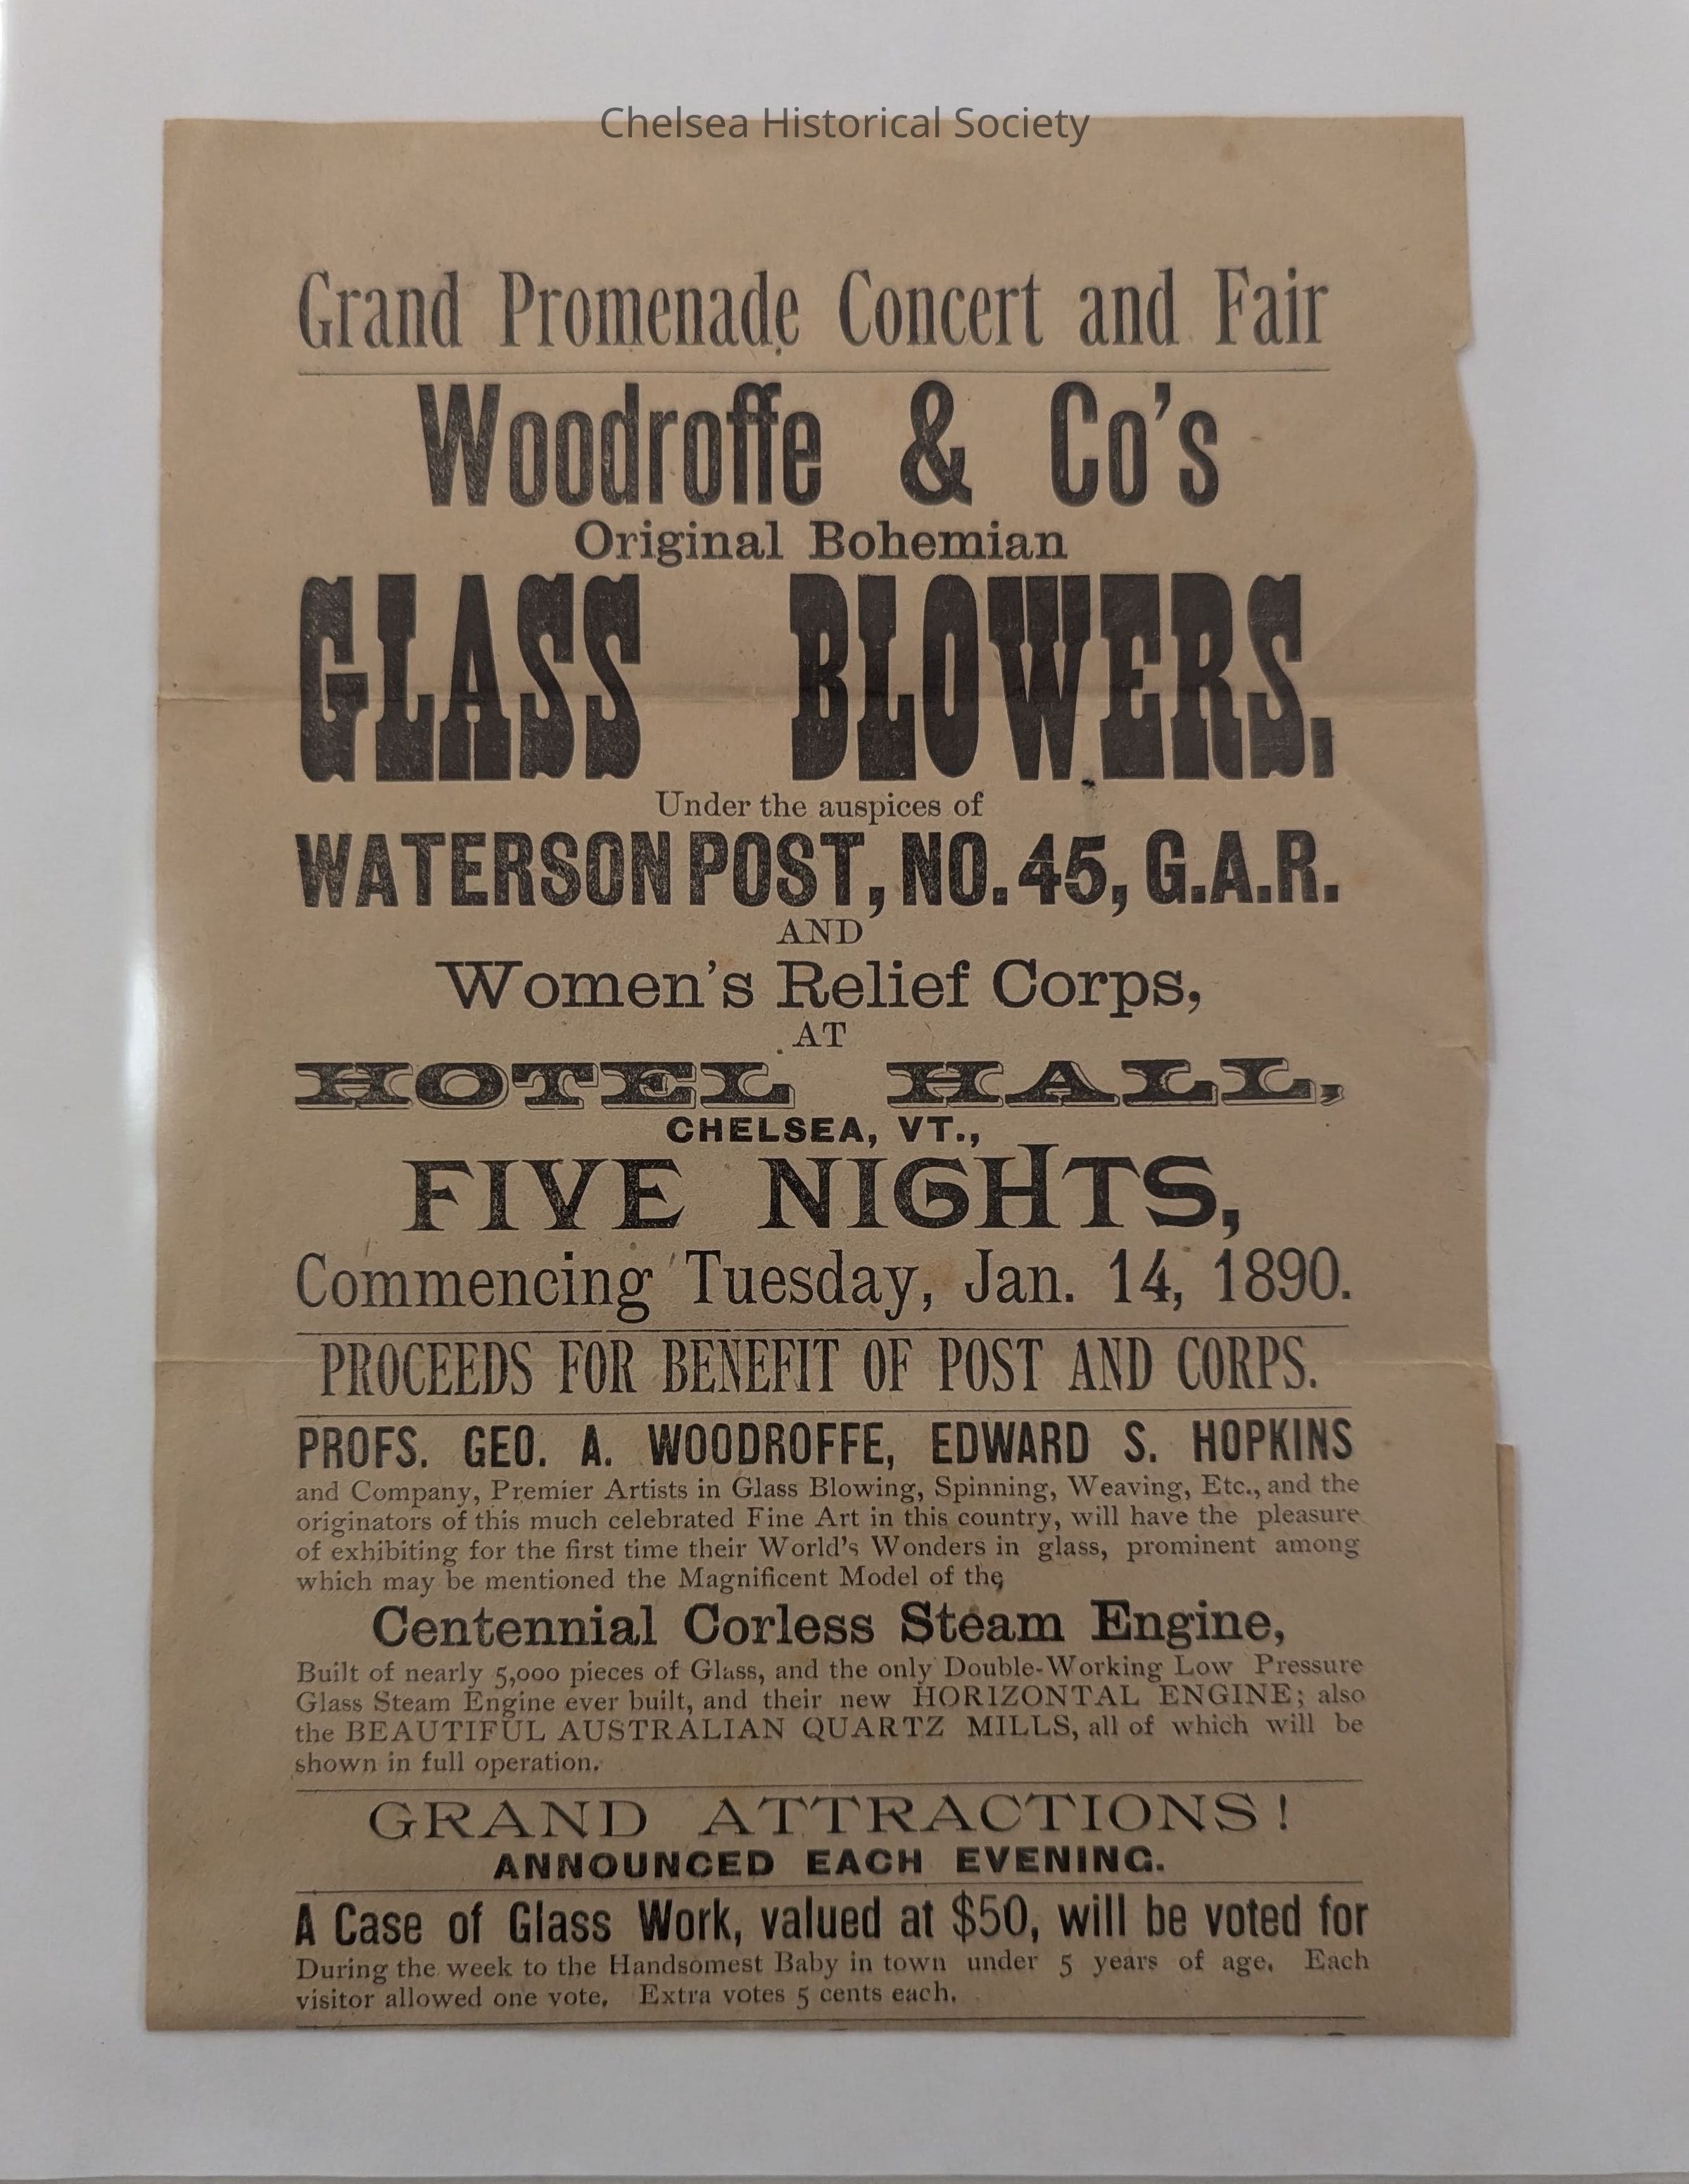 Chelsea Historical Society
Grand Promenade Concert and Fair
Woodroffe & Co's
Original Bohemian
GLASS BLOWERS.
Under the auspices of
WATERSON POST, NO. 45, G.A.R.
AND
Women's Relief Corps,
AT
HOTEL HALL,
CHELSEA, VT.,
FIVE NIGHTS,
Commencing Tuesday, Jan. 14, 1890.
PROCEEDS FOR BENEFIT OF POST AND CORPS.
PROFS. GEO. A. WOODROFFE, EDWARD S. HOPKINS
and Company, Premier Artists in Glass Blowing, Spinning, Weaving, Etc., and the
originators of this much celebrated Fine Art in this country, will have the pleasure
of exhibiting for the first time their World's Wonders in glass, prominent among
which may be mentioned the Magnificent Model of the
Centennial Corless Steam Engine,
Built of nearly 5,000 pieces of Glass, and the only Double-Working Low Pressure
Glass Steam Engine ever built, and their new HORIZONTAL ENGINE; also
the BEAUTIFUL AUSTRALIAN QUARTZ MILLS, all of which will be
shown in full operation.
GRAND ATTRACTIONS!
ANNOUNCED EACH EVENING.
A Case of Glass Work, valued at $50, will be voted for
During the week to the Handsomest Baby in town under 5 years of age. Each
visitor allowed one vote. Extra votes 5 cents each.